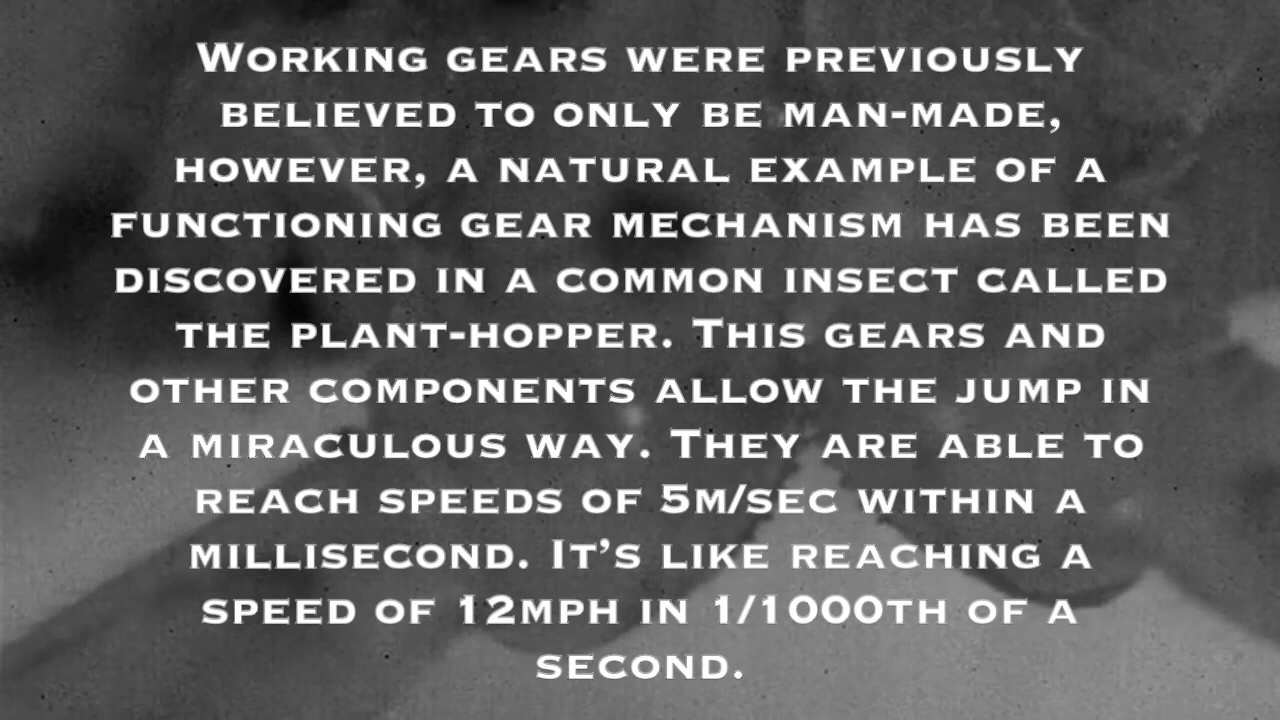 Working gears were previously
believed to only be man-made,
however, a natural example of a
functioning gear mechanism has been
discovered in a common insect called
the plant-hopper. This gears and
other components allow the jump in
a miraculous way. They are able to
reach speeds of 5m/sec within a
millisecond. It’s like reaching a
speed of 12mph in 1/1000th of a
second.